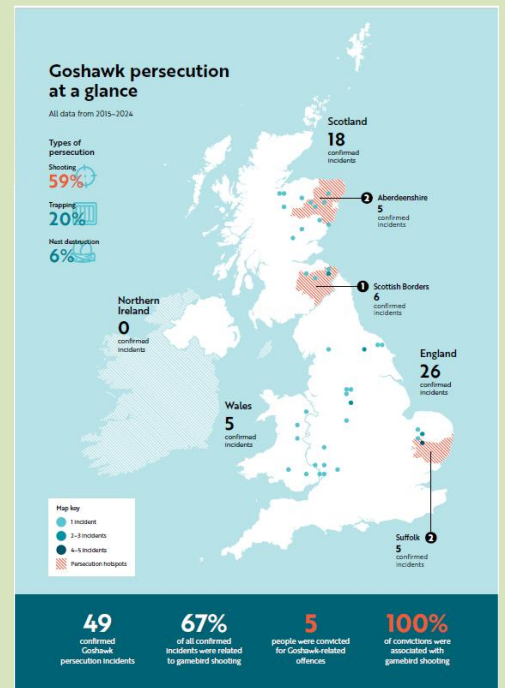 Goshawk persecution
at a glance
All data from 2015–2024
Types of
persecution
Shooting
59%
Trapping
20%
Nest destruction
6%
Scotland
18
confirmed
incidents
2 Aberdeenshire
5
confirmed
incidents
1 Scottish Borders
6
confirmed
incidents
Northern
Ireland
0
confirmed
incidents
England
26
confirmed
incidents
Wales
5
confirmed
incidents
Suffolk 2
5
confirmed
incidents
Map key
1 incident
2–3 incidents
4–5 incidents
Persecution hotspots
49
confirmed
Goshawk
persecution incidents
67%
of all confirmed
incidents were related
to gamebird shooting
5
people were convicted
for Goshawk-related
offences
100%
of convictions were
associated with
gamebird shooting